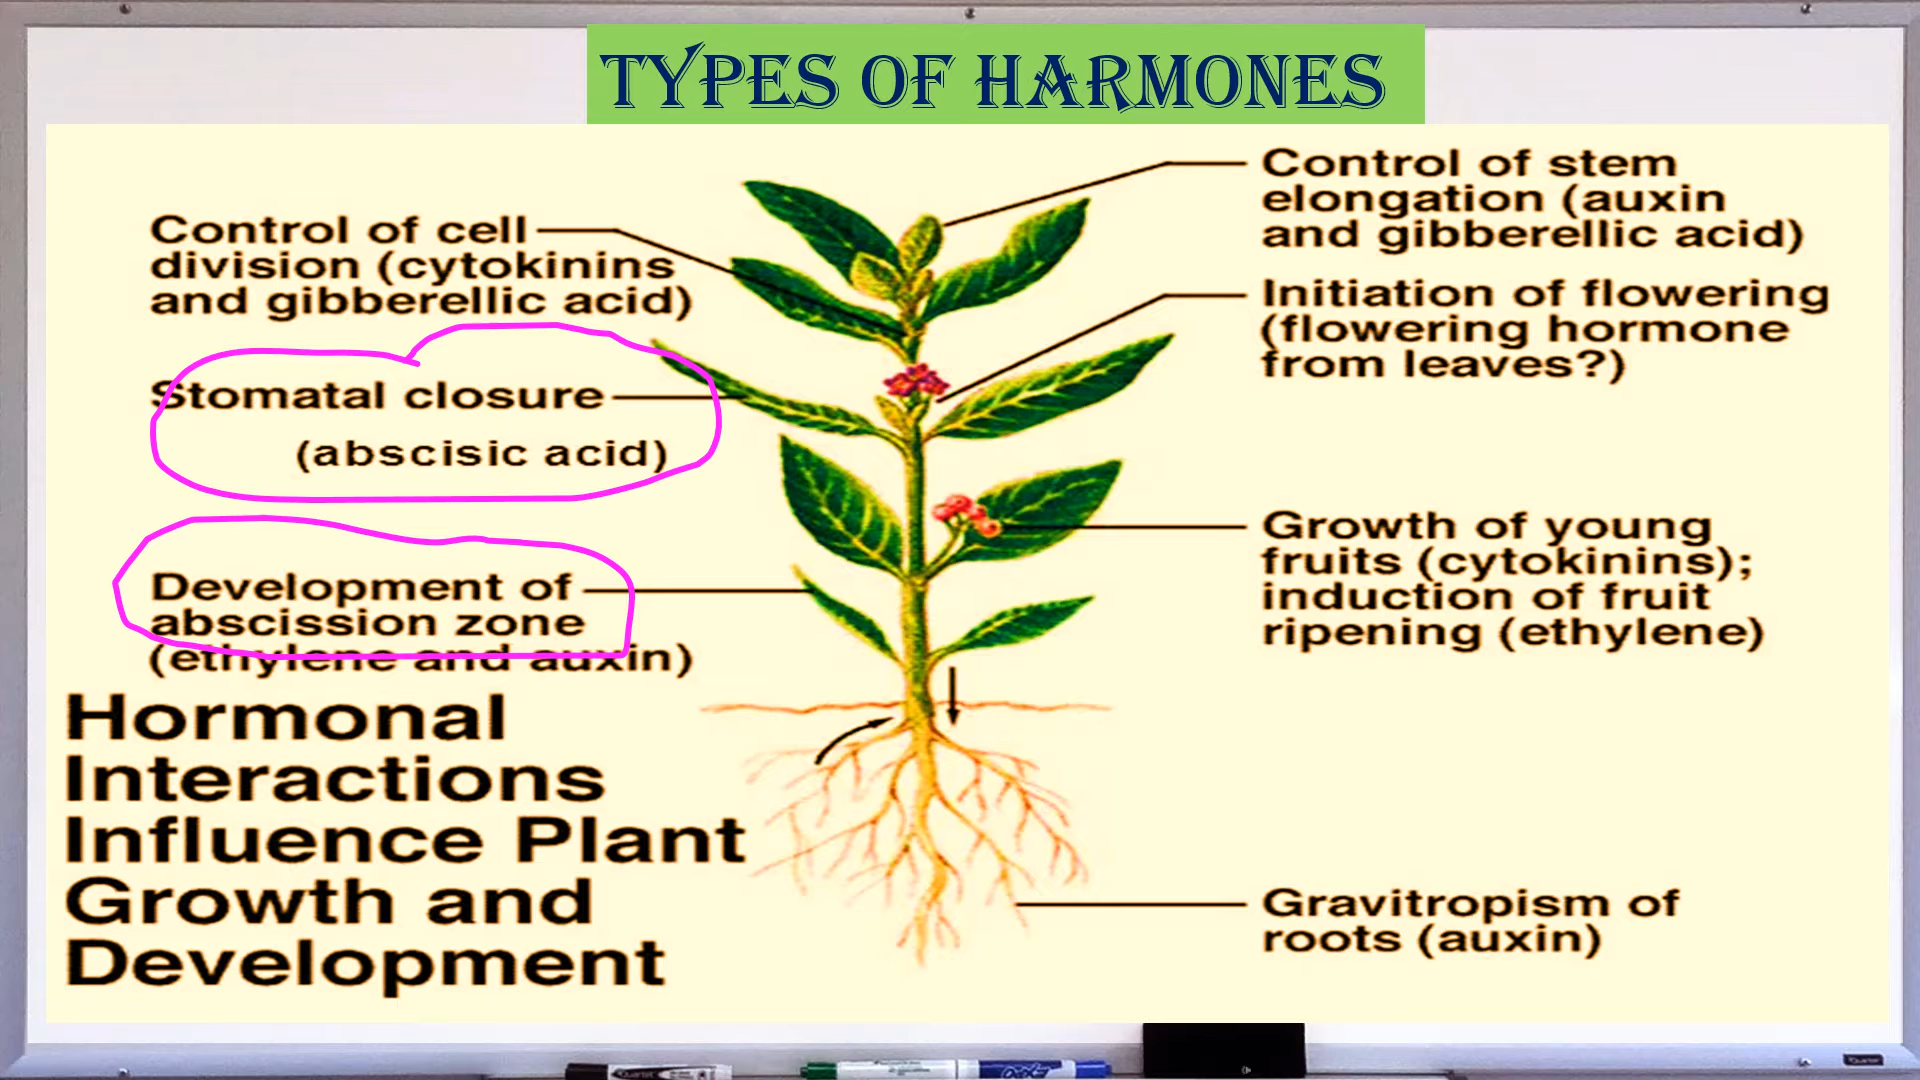 TYPES OF HARMONES
Control of cell
division (cytokinins
and gibberellic acid)
Stomatal closure
(abscisic acid)
Development of
abscission zone
(ethylene and auxin)
Hormonal
Interactions
Influence Plant
Growth and
Development
Control of stem
elongation (auxin
and gibberellic acid)
Initiation of flowering
(flowering hormone
from leaves?)
Growth of young
fruits (cytokinins);
induction of fruit
ripening (ethylene)
Gravitropism of
roots (auxin)
Quartet